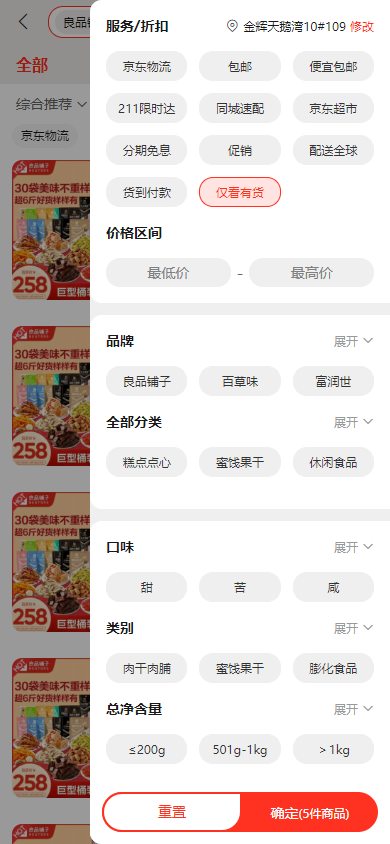 良品铺
服务/折扣
金辉天鹅湾10#109 修改
全部
综合推荐
京东物流
京东物流 包邮 便宜包邮
211限时达 同城速配 京东超市
分期免息 促销 配送全球
货到付款 仅看有货
价格区间
最低价 - 最高价
品牌 展开
良品铺子 百草味 富润世
全部分类 展开
糕点点心 蜜饯果干 休闲食品
口味 展开
甜 苦 咸
类别 展开
肉干肉脯 蜜饯果干 膨化食品
总净含量 展开
≤200g 501g-1kg ＞1kg
重置 确定(5件商品)
良品铺子
30袋美味不重样
超6斤好货样样有
258
巨型桶装
良品铺子
30袋美味不重样
超6斤好货样样有
258
巨型桶装
良品铺子
30袋美味不重样
超6斤好货样样有
258
巨型桶装
良品铺子
30袋美味不重样
超6斤好货样样有
258
巨型桶装
良品铺子